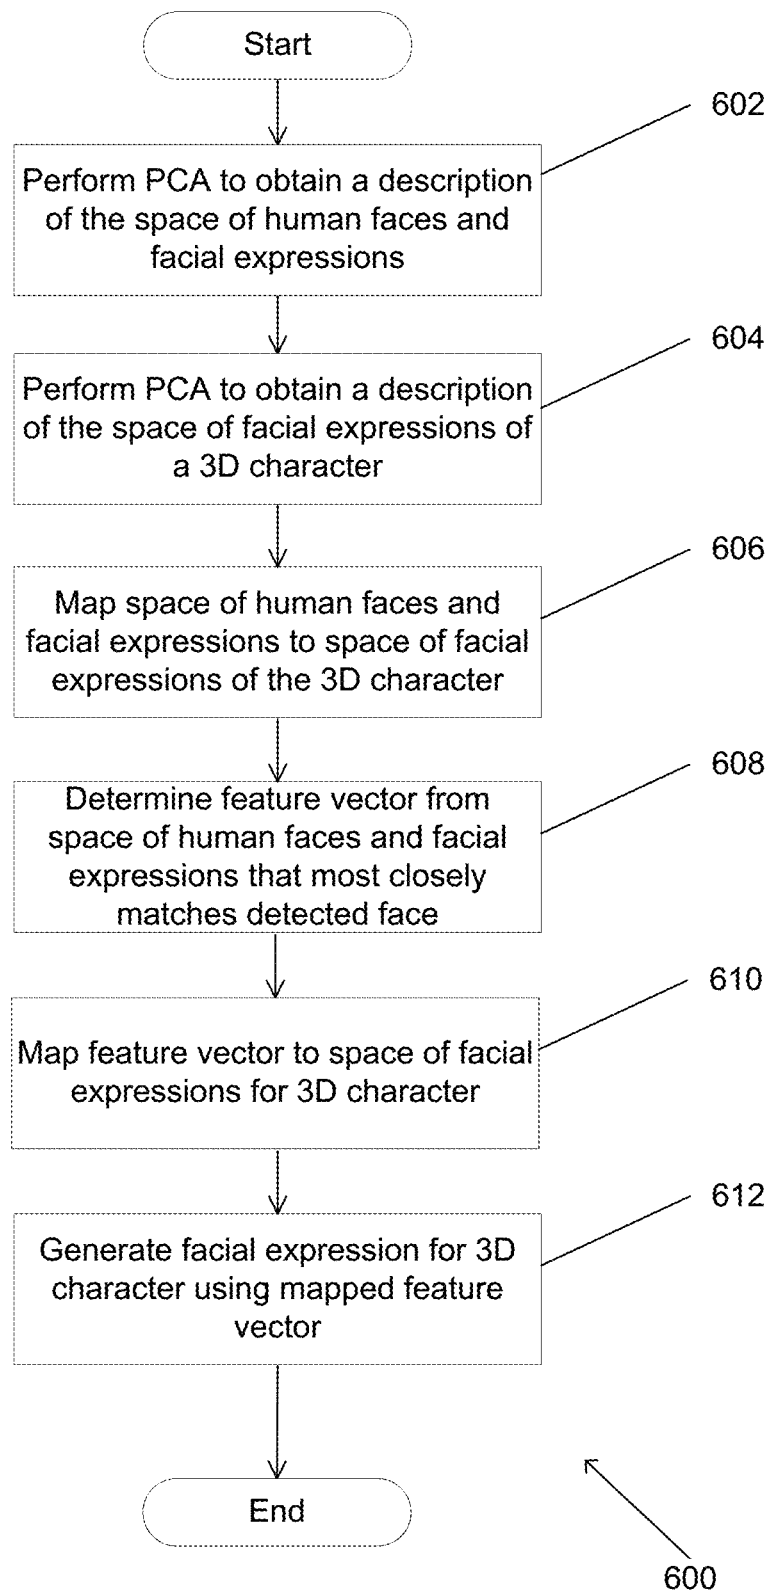 Start
602
Perform PCA to obtain a description
of the space of human faces and
facial expressions
604
Perform PCA to obtain a description
of the space of facial expressions of
a 3D character
606
Map space of human faces and
facial expressions to space of facial
expressions of the 3D character
608
Determine feature vector from
space of human faces and facial
expressions that most closely
matches detected face
610
Map feature vector to space of facial
expressions for 3D character
612
Generate facial expression for 3D
character using mapped feature
vector
End
600